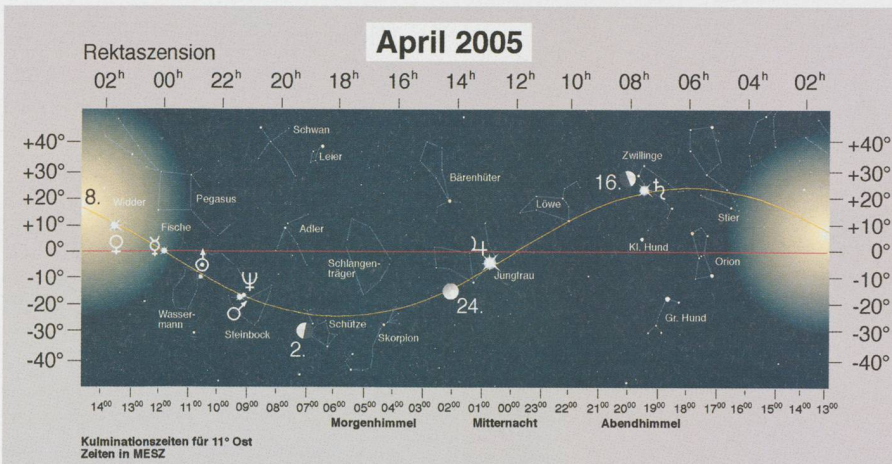 April 2005
Rektaszension
02h 00h 22h 20h 18h 16h 14h 12h 10h 08h 06h 04h 02h
+40° +40°
+30° +30°
+20° +20°
+10° +10°
0° 0°
-10° -10°
-20° -20°
-30° -30°
-40° -40°
Schwan
Leier
Zwillinge
Bärenhüter
16.
8.
Widder
Pegasus
Löwe
Stier
Fische
Adler
Kl. Hund
Schlangen-
träger
Jungfrau
Orion
Wasser-
mann
Steinbock
Schütze
Skorpion
24.
Gr. Hund
2.
1400 1300 1200 1100 1000 0900 0800 0700 0600 0500 0400 0300 0200 0100 0000 2300 2200 2100 2000 1900 1800 1700 1600 1500 1400 1300
Morgenhimmel Mitternacht Abendhimmel
Kulminationszeiten für 11° Ost
Zeiten in MESZ